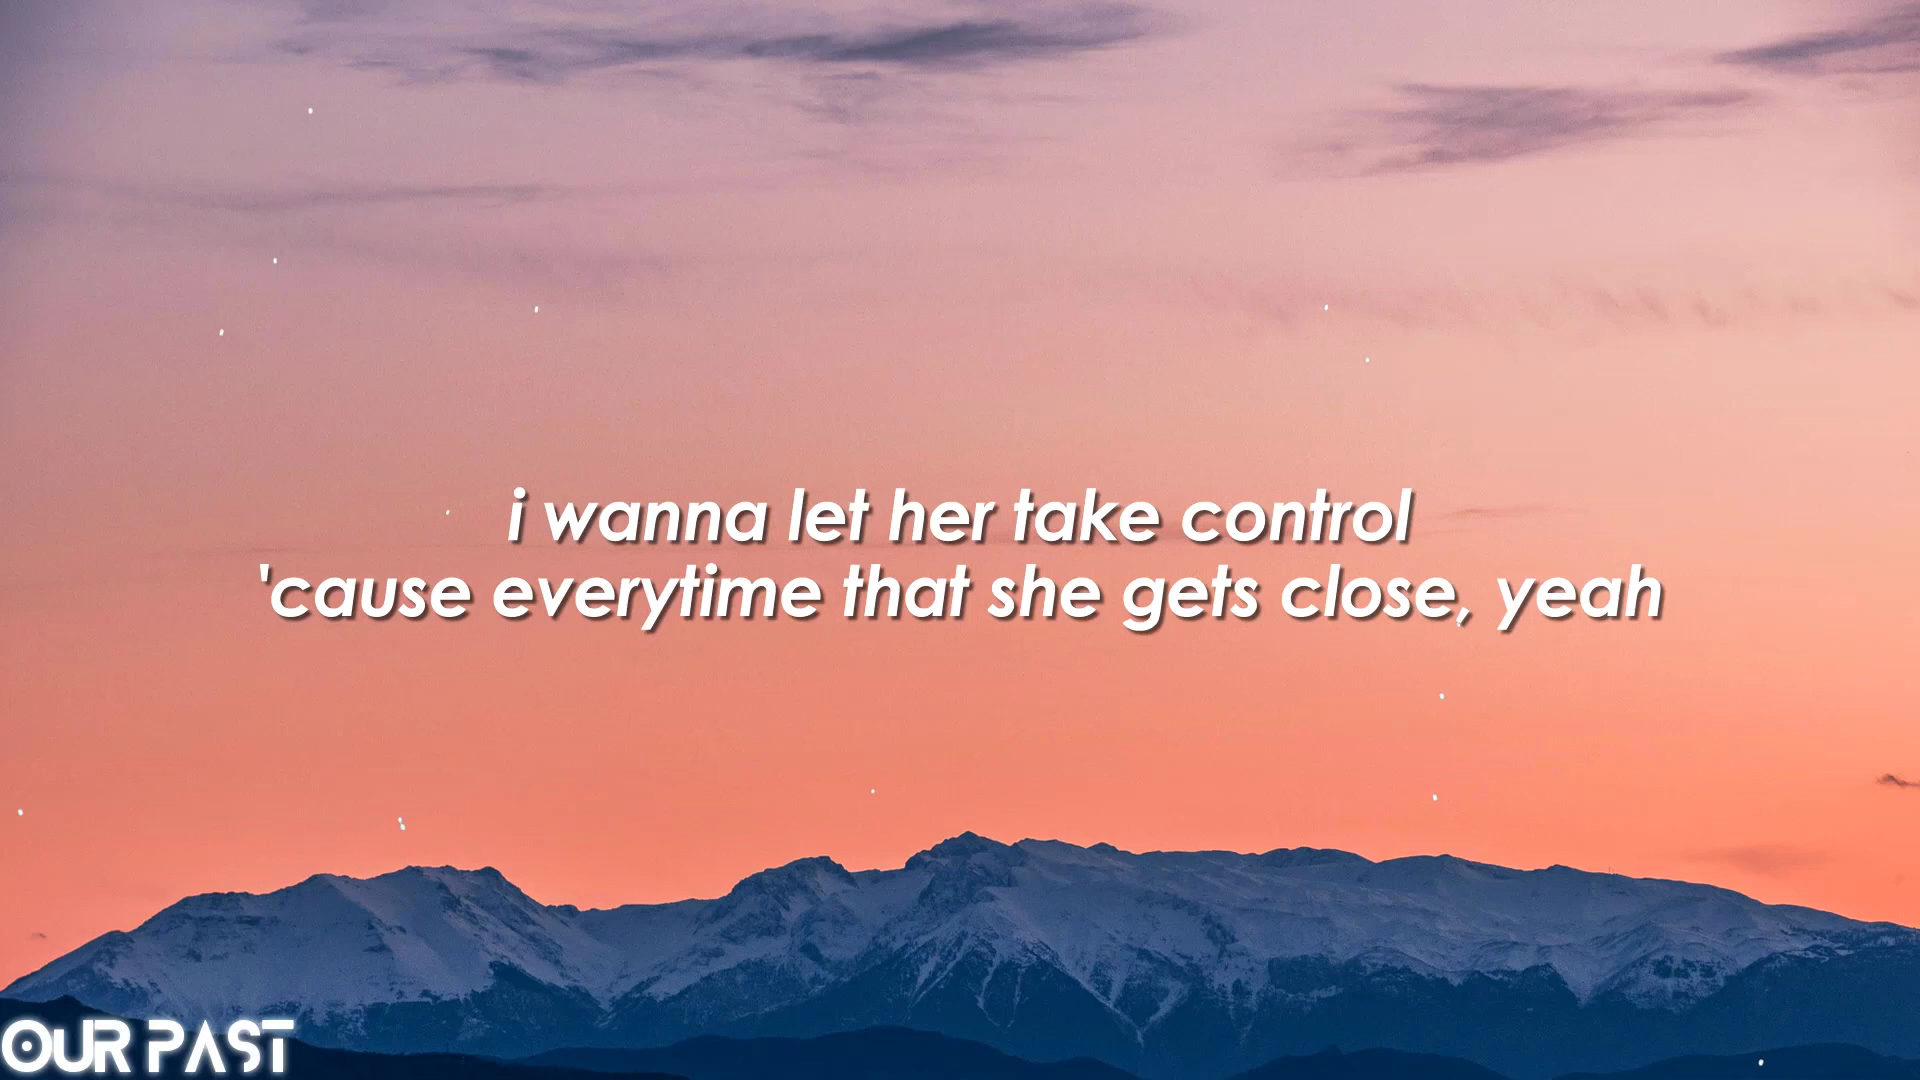 i wanna let her take control
'cause everytime that she gets close, yeah
OUR PAST